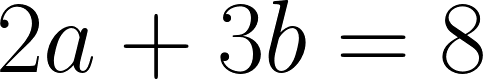 2a + 3b = 8